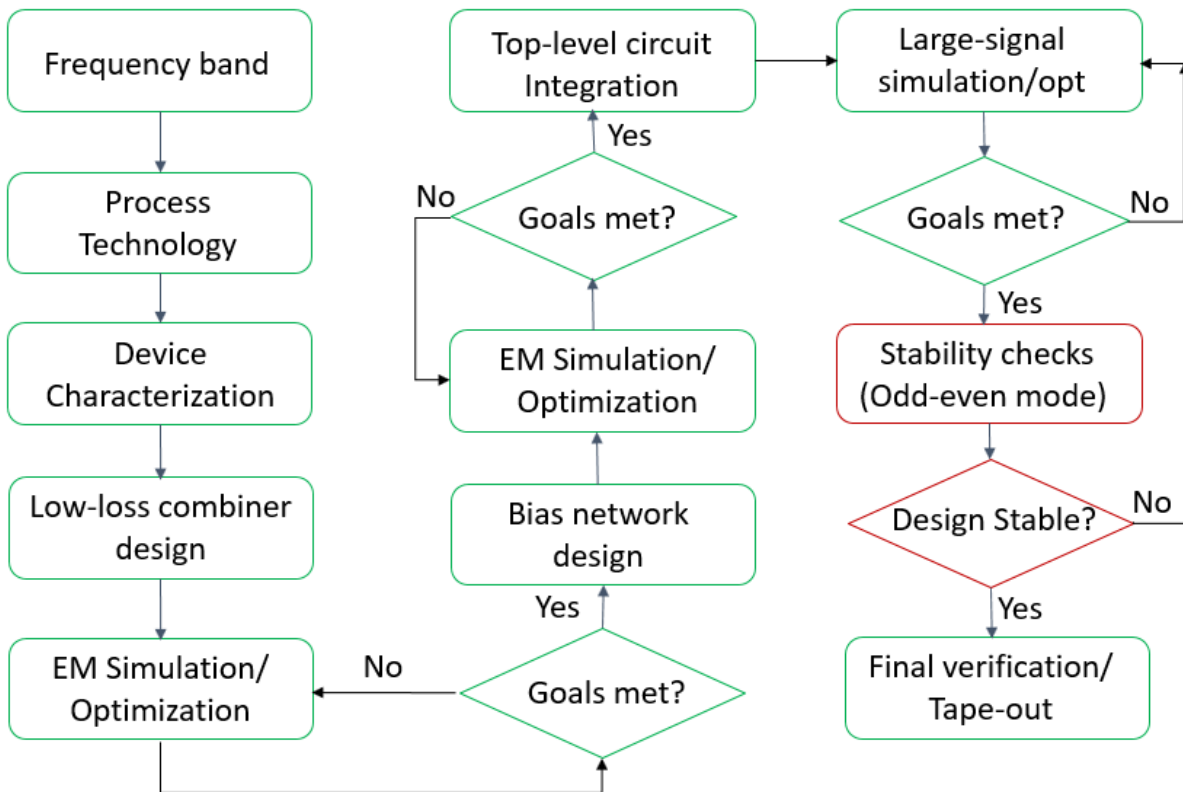 Frequency band
Process
Technology
Device
Characterization
Low-loss combiner
design
EM Simulation/
Optimization
No
Goals met?
Yes
Bias network
design
EM Simulation/
Optimization
No
Goals met?
Yes
Top-level circuit
Integration
Large-signal
simulation/opt
Goals met?
No
Yes
Stability checks
(Odd-even mode)
Design Stable?
No
Yes
Final verification/
Tape-out